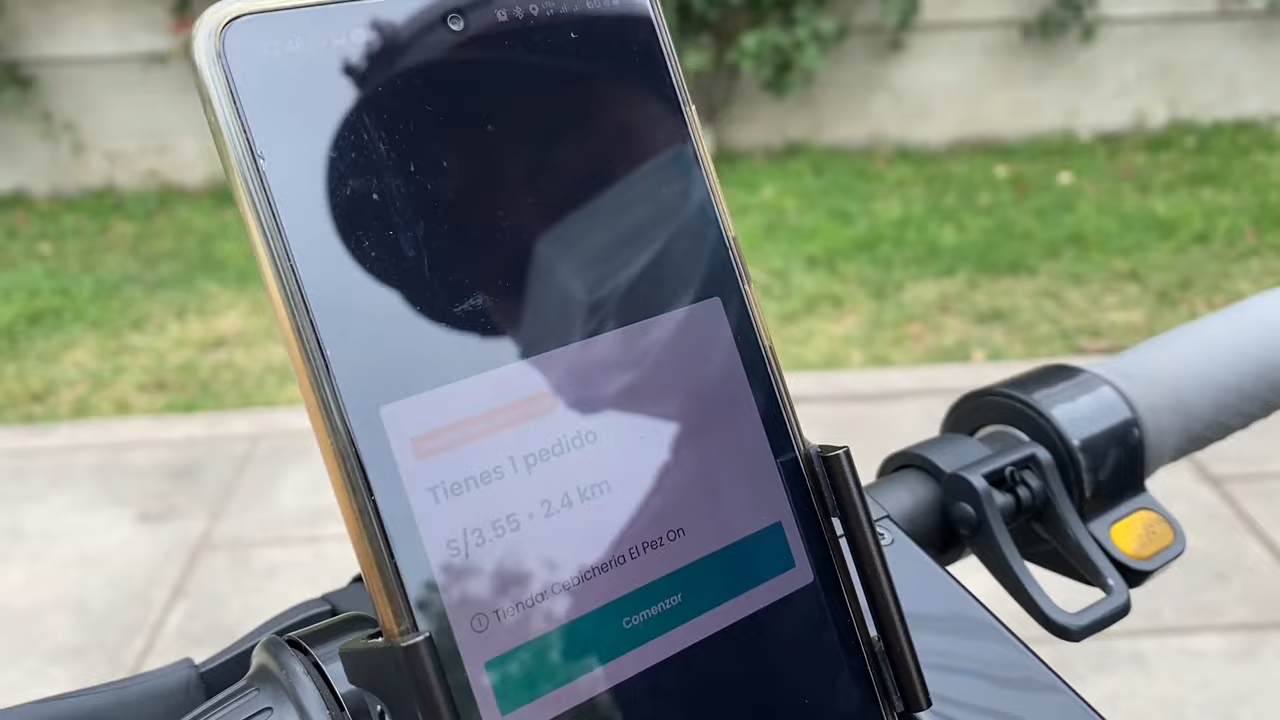 Tienes 1 pedido
S/3.55 • 2.4 km
Tienda: Cebichería El Pez On
Comenzar